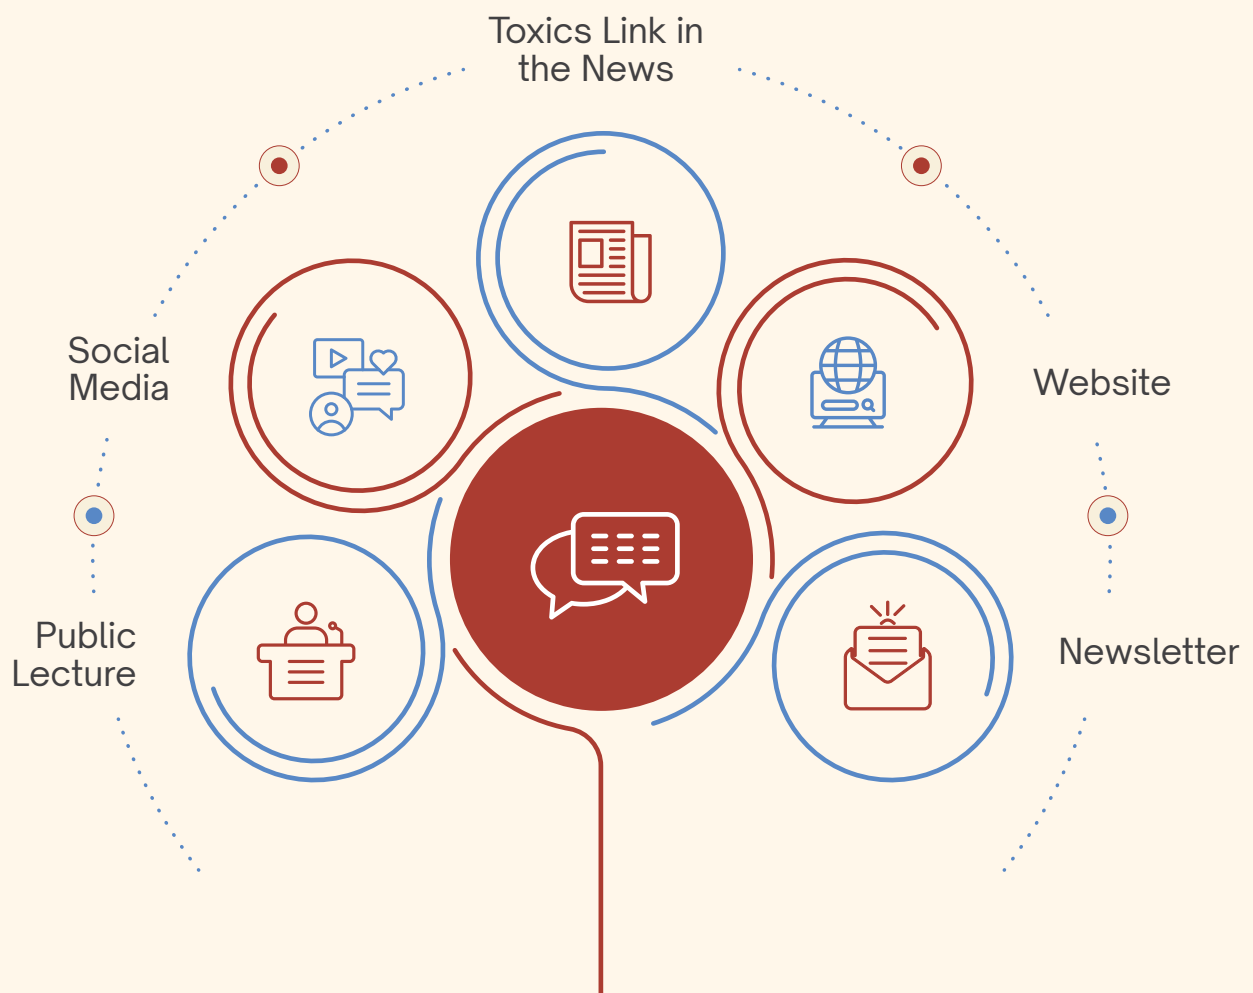 Toxics Link in
the News
Social
Media
Website
Public
Lecture
Newsletter